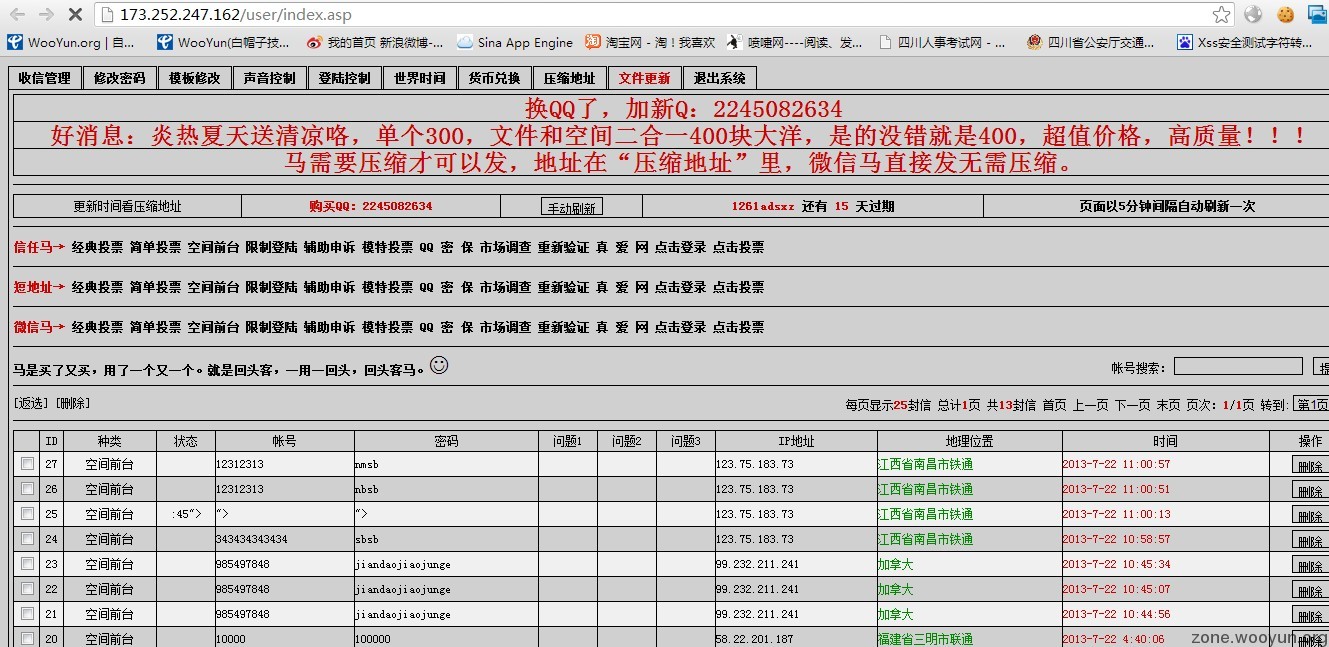 173.252.247.162/user/index.asp
WooYun.org | 自... WooYun(白帽子技... 我的首页 新浪微博-... Sina App Engine 淘宝网 - 淘！我喜欢 喷嚏网----阅读、发... 四川人事考试网 - ... 四川省公安厅交通... Xss安全测试字符转...
收信管理 修改密码 模板修改 声音控制 登陆控制 世界时间 货币兑换 压缩地址 文件更新 退出系统
换QQ了，加新Q：2245082634
好消息：炎热夏天送清凉咯，单个300，文件和空间二合一400块大洋，是的没错就是400，超值价格，高质量！！！
马需要压缩才可以发，地址在“压缩地址”里，微信马直接发无需压缩。
更新时间看压缩地址 购买QQ：2245082634 手动刷新 1261adsxz 还有 15 天过期 页面以5分钟间隔自动刷新一次
信任马→ 经典投票 简单投票 空间前台 限制登陆 辅助申诉 模特投票 QQ 密 保 市场调查 重新验证 真 爱 网 点击登录 点击投票
短地址→ 经典投票 简单投票 空间前台 限制登陆 辅助申诉 模特投票 QQ 密 保 市场调查 重新验证 真 爱 网 点击登录 点击投票
微信马→ 经典投票 简单投票 空间前台 限制登陆 辅助申诉 模特投票 QQ 密 保 市场调查 重新验证 真 爱 网 点击登录 点击投票
马是买了又买，用了一个又一个。就是回头客，一用一回头，回头客马。 帐号搜索：
[返选] [删除] 每页显示25封信 总计1页 共13封信 首页 上一页 下一页 末页 页次：1/1页 转到： 第1页
ID 种类 状态 帐号 密码 问题1 问题2 问题3 IP地址 地理位置 时间 操作
27 空间前台 12312313 nmsb 123.75.183.73 江西省南昌市铁通 2013-7-22 11:00:57 删除
26 空间前台 12312313 nbsb 123.75.183.73 江西省南昌市铁通 2013-7-22 11:00:51 删除
25 空间前台 :45"> "> "> 123.75.183.73 江西省南昌市铁通 2013-7-22 11:00:13 删除
24 空间前台 343434343434 sbsb 123.75.183.73 江西省南昌市铁通 2013-7-22 10:58:57 删除
23 空间前台 985497848 jiandaojiaojunge 99.232.211.241 加拿大 2013-7-22 10:45:34 删除
22 空间前台 985497848 jiandaojiaojunge 99.232.211.241 加拿大 2013-7-22 10:45:07 删除
21 空间前台 985497848 jiandaojiaojunge 99.232.211.241 加拿大 2013-7-22 10:44:56 删除
20 空间前台 10000 100000 58.22.201.187 福建省三明市联通 2013-7-22 4:40:06 删除
zone.wooyun.org